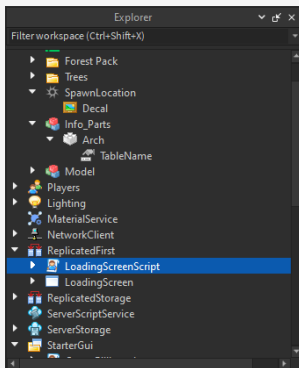 Explorer
Filter workspace (Ctrl+Shift+X)
Forest Pack
Trees
SpawnLocation
Decal
Info_Parts
Arch
TableName
Model
Players
Lighting
MaterialService
NetworkClient
ReplicatedFirst
LoadingScreenScript
LoadingScreen
ReplicatedStorage
ServerScriptService
ServerStorage
StarterGui